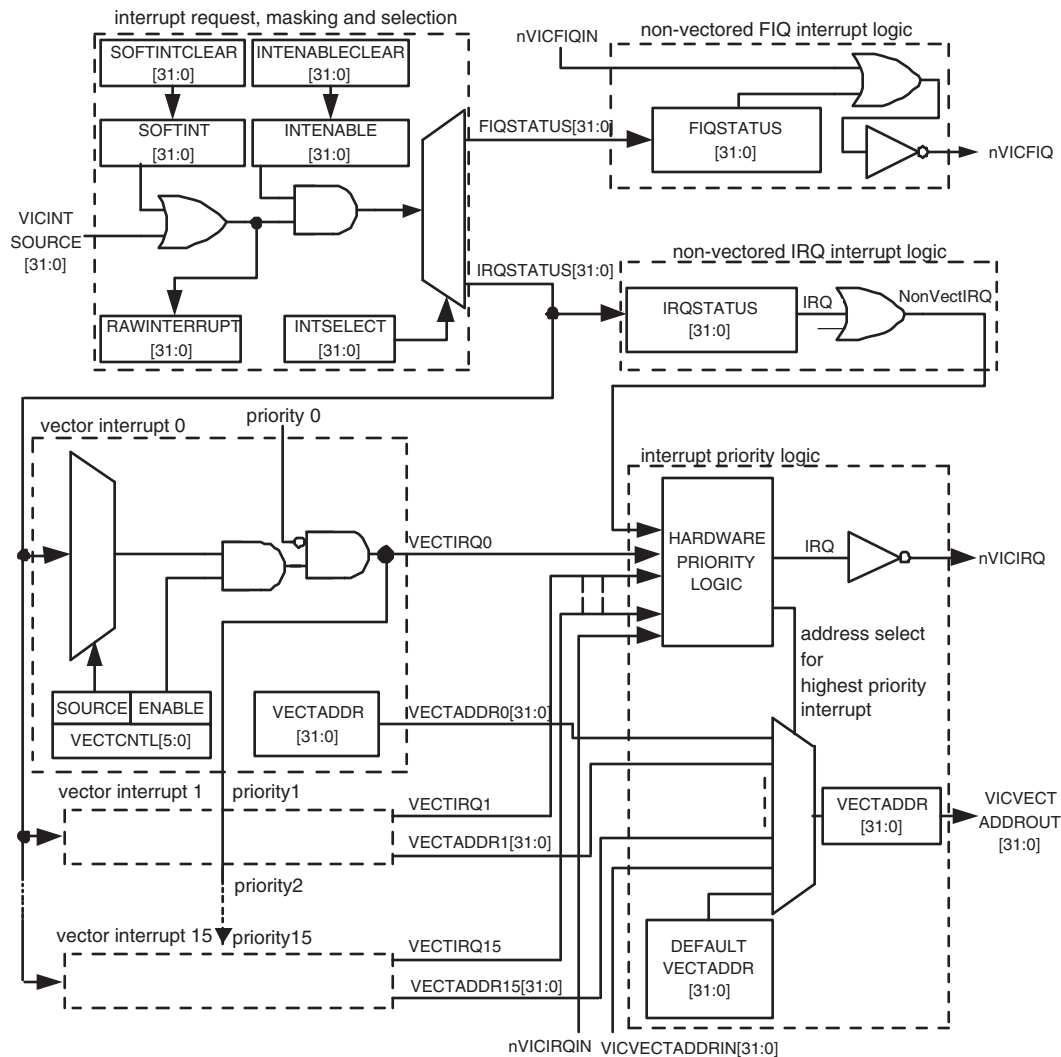 interrupt request, masking and selection
SOFTINTCLEAR
[31:0]
INTENABLECLEAR
[31:0]
SOFTINT
[31:0]
INTENABLE
[31:0]
VICINT
SOURCE
[31:0]
RAWINTERRUPT
[31:0]
INTSELECT
[31:0]
FIQSTATUS[31:0]
IRQSTATUS[31:0]
nVICFIQIN
non-vectored FIQ interrupt logic
FIQSTATUS
[31:0]
nVICFIQ
non-vectored IRQ interrupt logic
IRQSTATUS
[31:0]
IRQ
NonVectIRQ
vector interrupt 0
priority 0
VECTIRQ0
SOURCE
ENABLE
VECTCNTL[5:0]
VECTADDR
[31:0]
VECTADDR0[31:0]
interrupt priority logic
HARDWARE
PRIORITY
LOGIC
IRQ
nVICIRQ
address select
for
highest priority
interrupt
vector interrupt 1
priority1
VECTIRQ1
VECTADDR1[31:0]
priority2
VECTADDR
[31:0]
VICVECT
ADDROUT
[31:0]
vector interrupt 15
priority15
VECTIRQ15
VECTADDR15[31:0]
DEFAULT
VECTADDR
[31:0]
nVICIRQIN
VICVECTADDRIN[31:0]